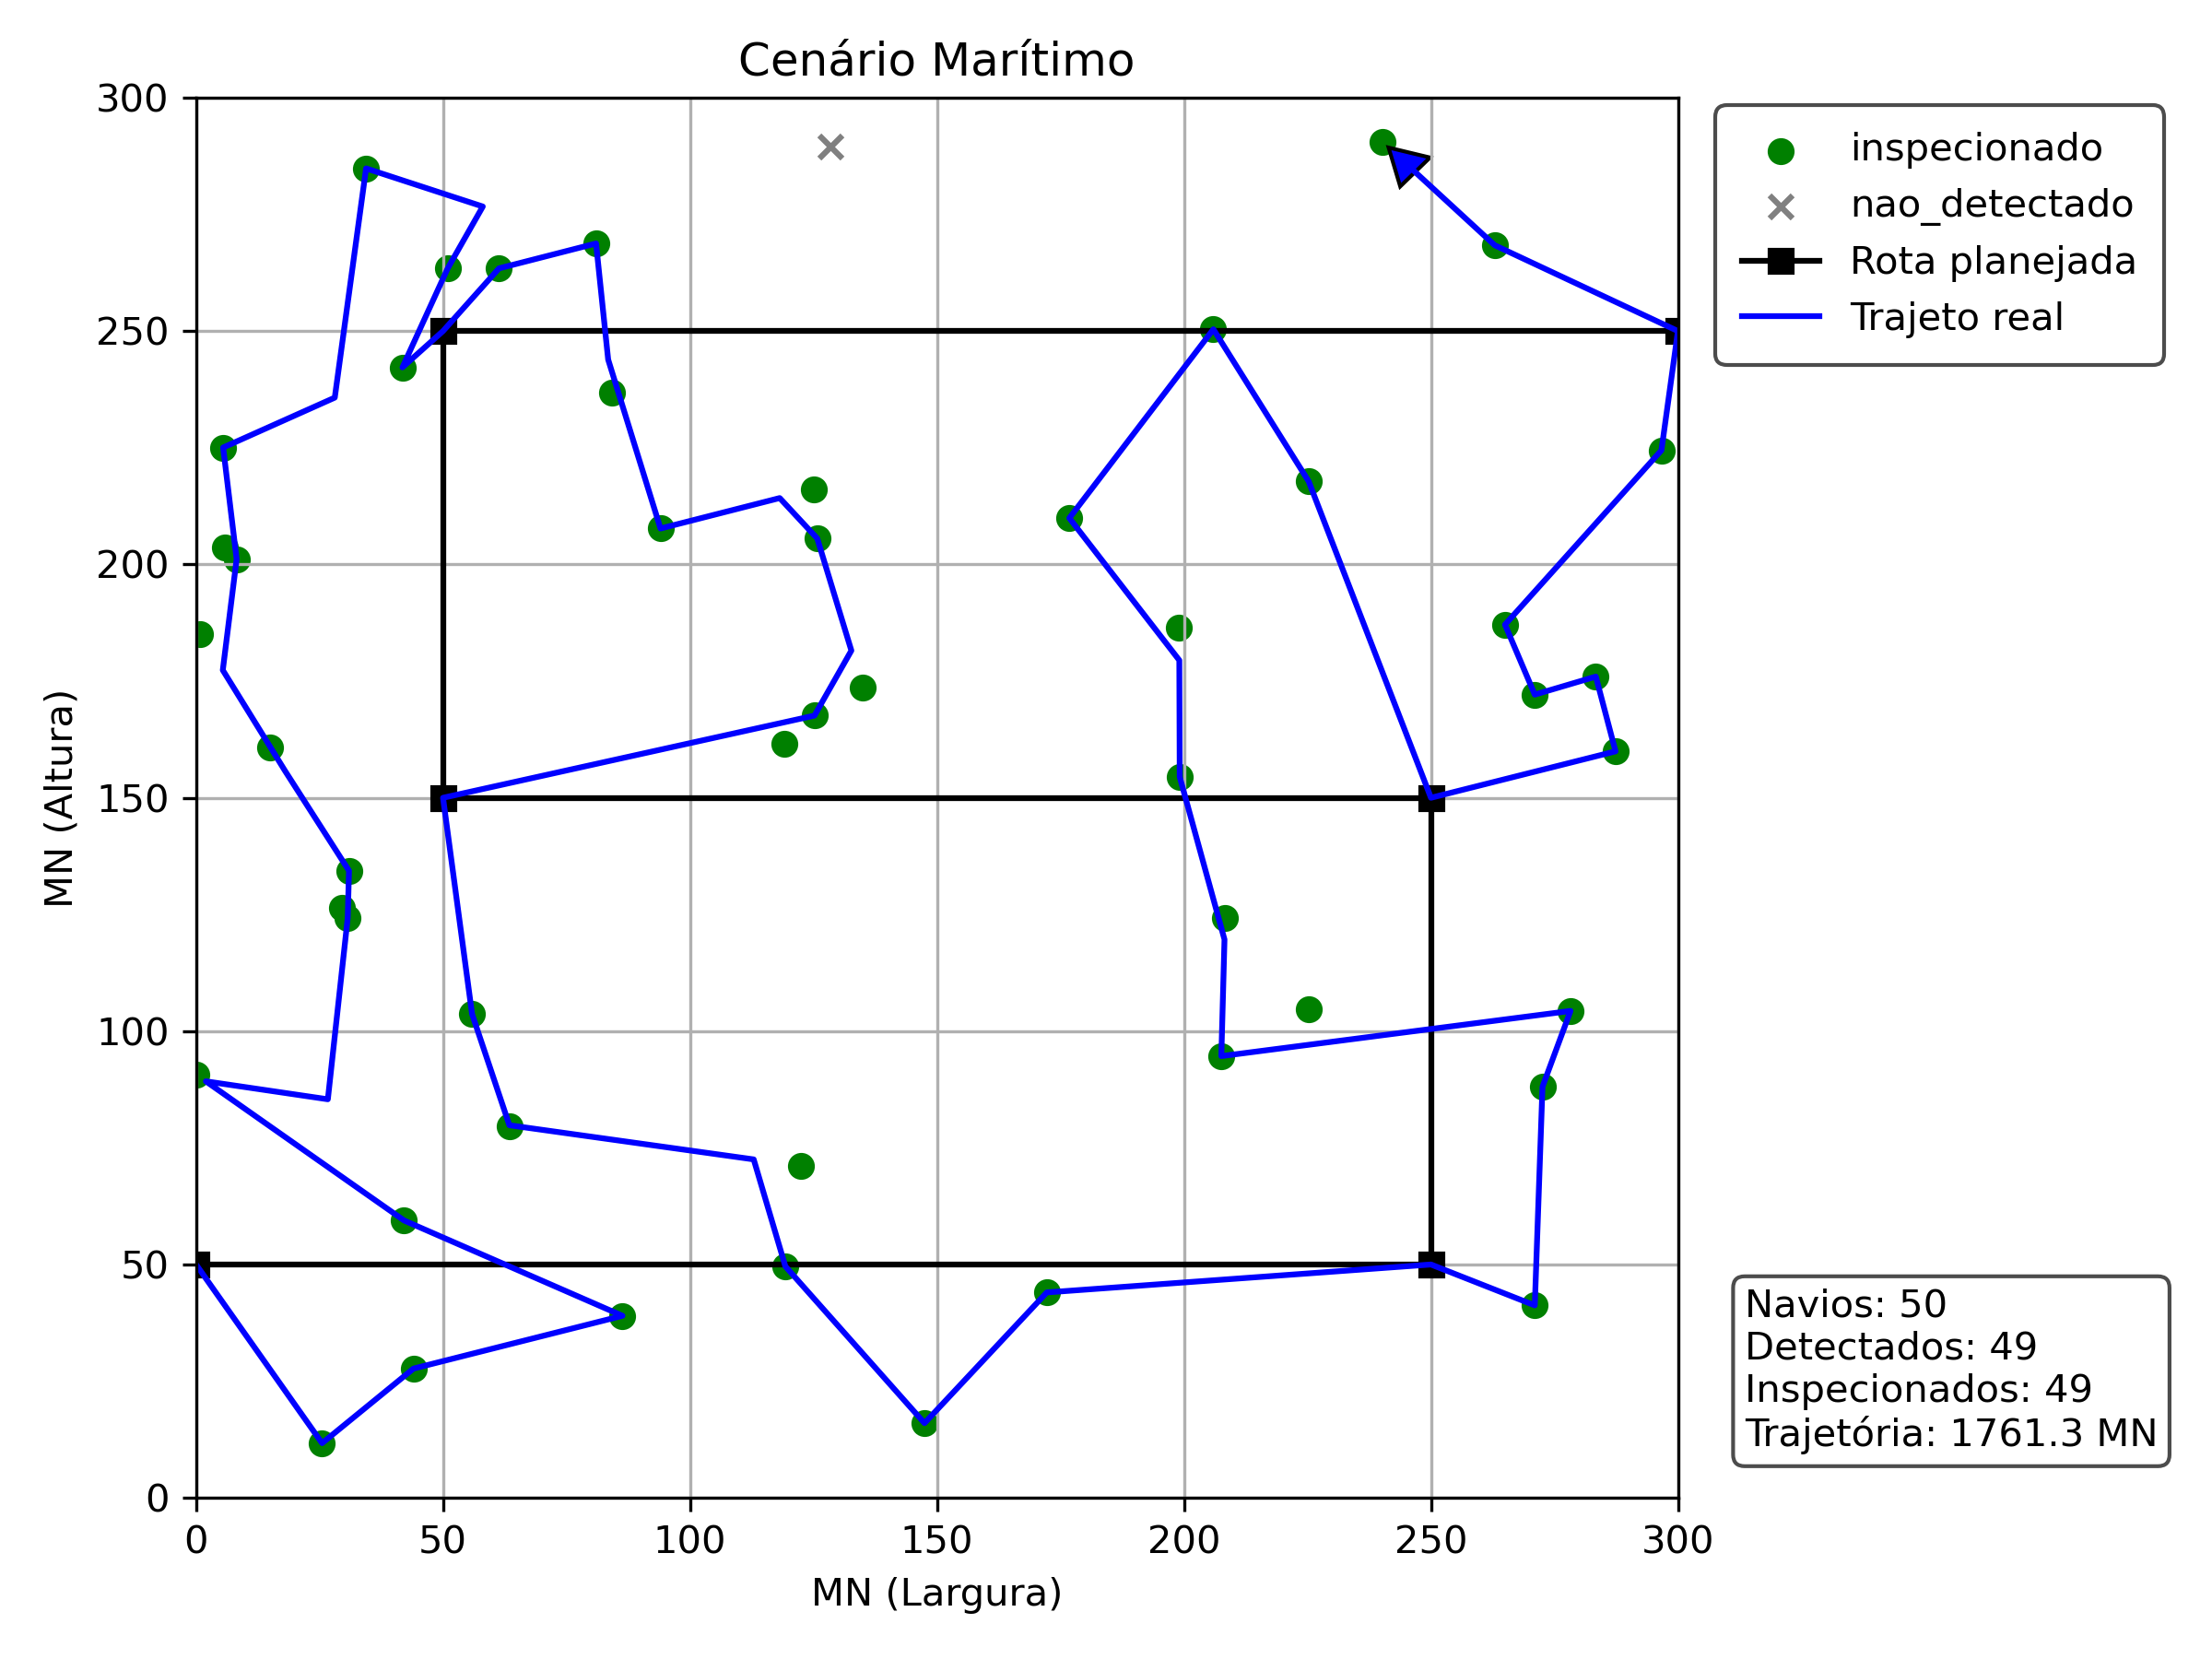 Cenário Marítimo
300
250
200
150
100
50
0
MN (Altura)
0 50 100 150 200 250 300
MN (Largura)
inspecionado
nao_detectado
Rota planejada
Trajeto real
Navios: 50
Detectados: 49
Inspecionados: 49
Trajetória: 1761.3 MN